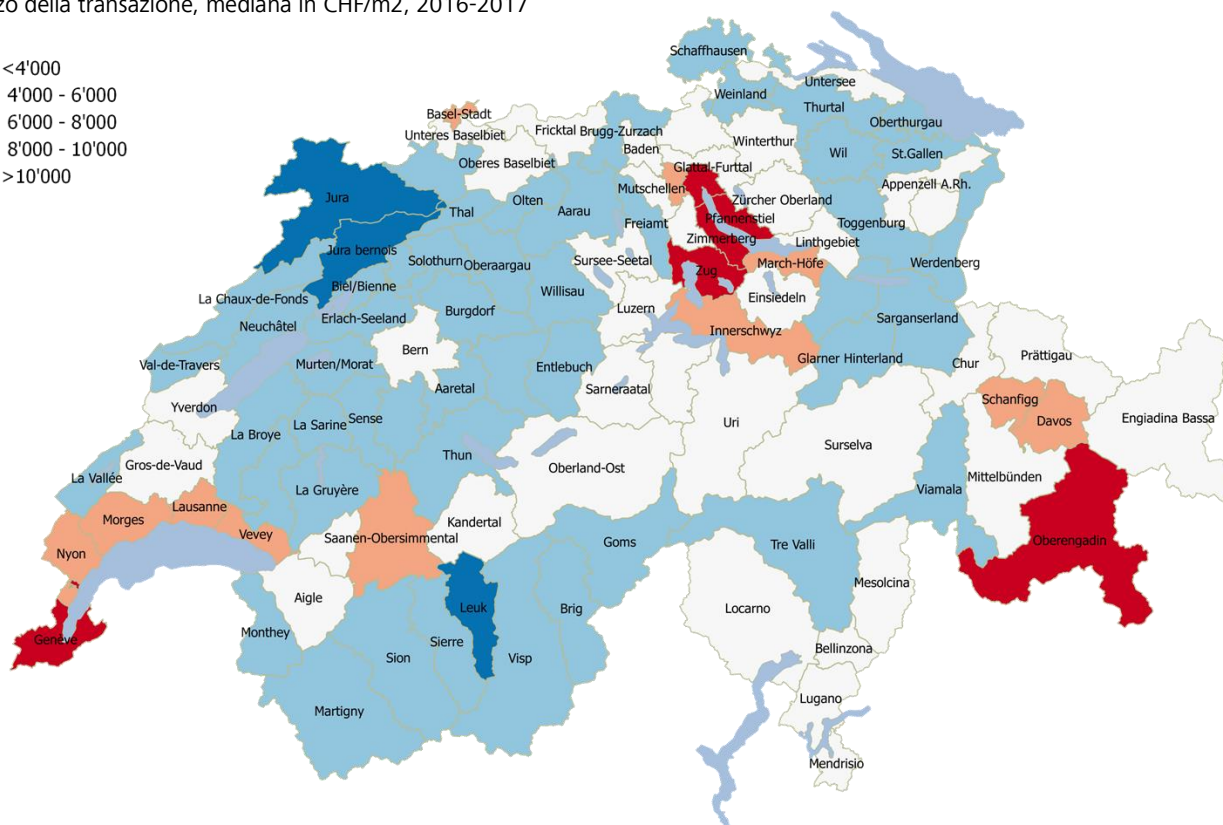 zo della transazione, mediana in CHF/m2, 2016-2017
<4'000
4'000 - 6'000
6'000 - 8'000
8'000 - 10'000
>10'000
Schaffhausen
Untersee
Weinland
Thurtal
Basel-Stadt
Oberthurgau
Unteres Baselbiet
Fricktal
Brugg-Zurzach
Winterthur
Baden
Wil
St.Gallen
Oberes Baselbiet
Glattal-Furttal
Mutschellen
Appenzell A.Rh.
Jura
Olten
Zürcher Oberland
Thal
Aarau
Pfannenstiel
Freiamt
Toggenburg
Zimmerberg
Linthgebiet
Jura bernois
Solothurn
Oberaargau
Sursee-Seetal
Zug
March-Höfe
Werdenberg
Biel/Bienne
Willisau
Einsiedeln
La Chaux-de-Fonds
Luzern
Burgdorf
Erlach-Seeland
Sarganserland
Neuchâtel
Innerschwyz
Bern
Prättigau
Val-de-Travers
Murten/Morat
Entlebuch
Glarner Hinterland
Chur
Aaretal
Sarneraatal
Schanfigg
Yverdon
Engiadina Bassa
La Sarine
Sense
Uri
Davos
La Broye
Surselva
Thun
Gros-de-Vaud
Oberland-Ost
La Vallée
Mittelbünden
La Gruyère
Viamala
Lausanne
Morges
Kandertal
Vevey
Saanen-Obersimmental
Goms
Tre Valli
Oberengadin
Nyon
Mesolcina
Aigle
Leuk
Brig
Locarno
Monthey
Genève
Sierre
Bellinzona
Sion
Visp
Lugano
Martigny
Mendrisio